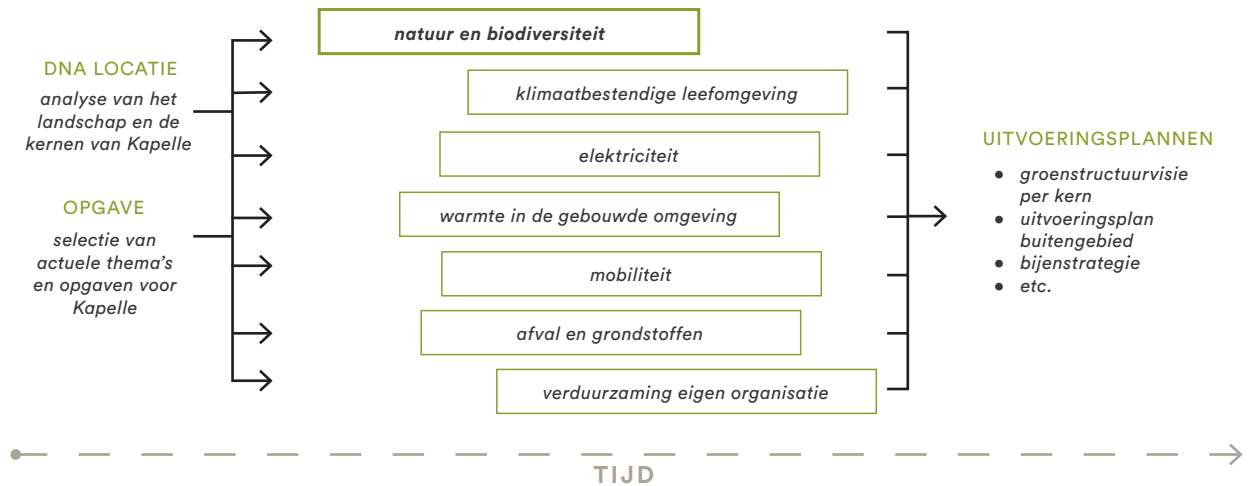 DNA LOCATIE
analyse van het
landschap en de
kernen van Kapelle
OPGAVE
selectie van
actuele thema's
en opgaven voor
Kapelle
natuur en biodiversiteit
klimaatbestendige leefomgeving
elektriciteit
warmte in de gebouwde omgeving
mobiliteit
afval en grondstoffen
verduurzaming eigen organisatie
UITVOERINGSPLANNEN
• groenstructuurvisie
per kern
• uitvoeringsplan
buitengebied
• bijenstrategie
• etc.
TIJD